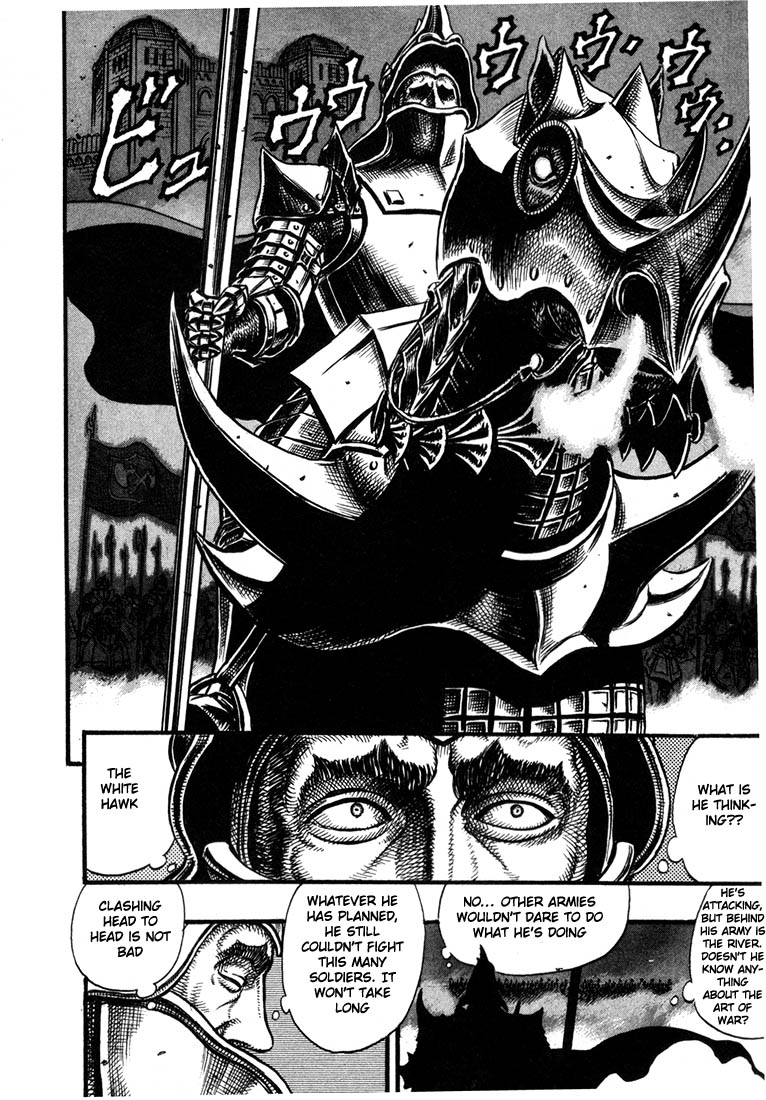 ビュウウウウウウ..
WHAT IS
HE THINK-
ING??
THE
WHITE
HAWK
HE'S
ATTACKING,
BUT BEHIND
HIS ARMY IS
THE RIVER.
DOESN'T HE
KNOW ANY-
THING
ABOUT THE
ART OF
WAR?
NO... OTHER ARMIES
WOULDN'T DARE TO DO
WHAT HE'S DOING
WHATEVER HE
HAS PLANNED,
HE STILL
COULDN'T FIGHT
THIS MANY
SOLDIERS. IT
WON'T TAKE
LONG
CLASHING
HEAD TO
HEAD IS NOT
BAD